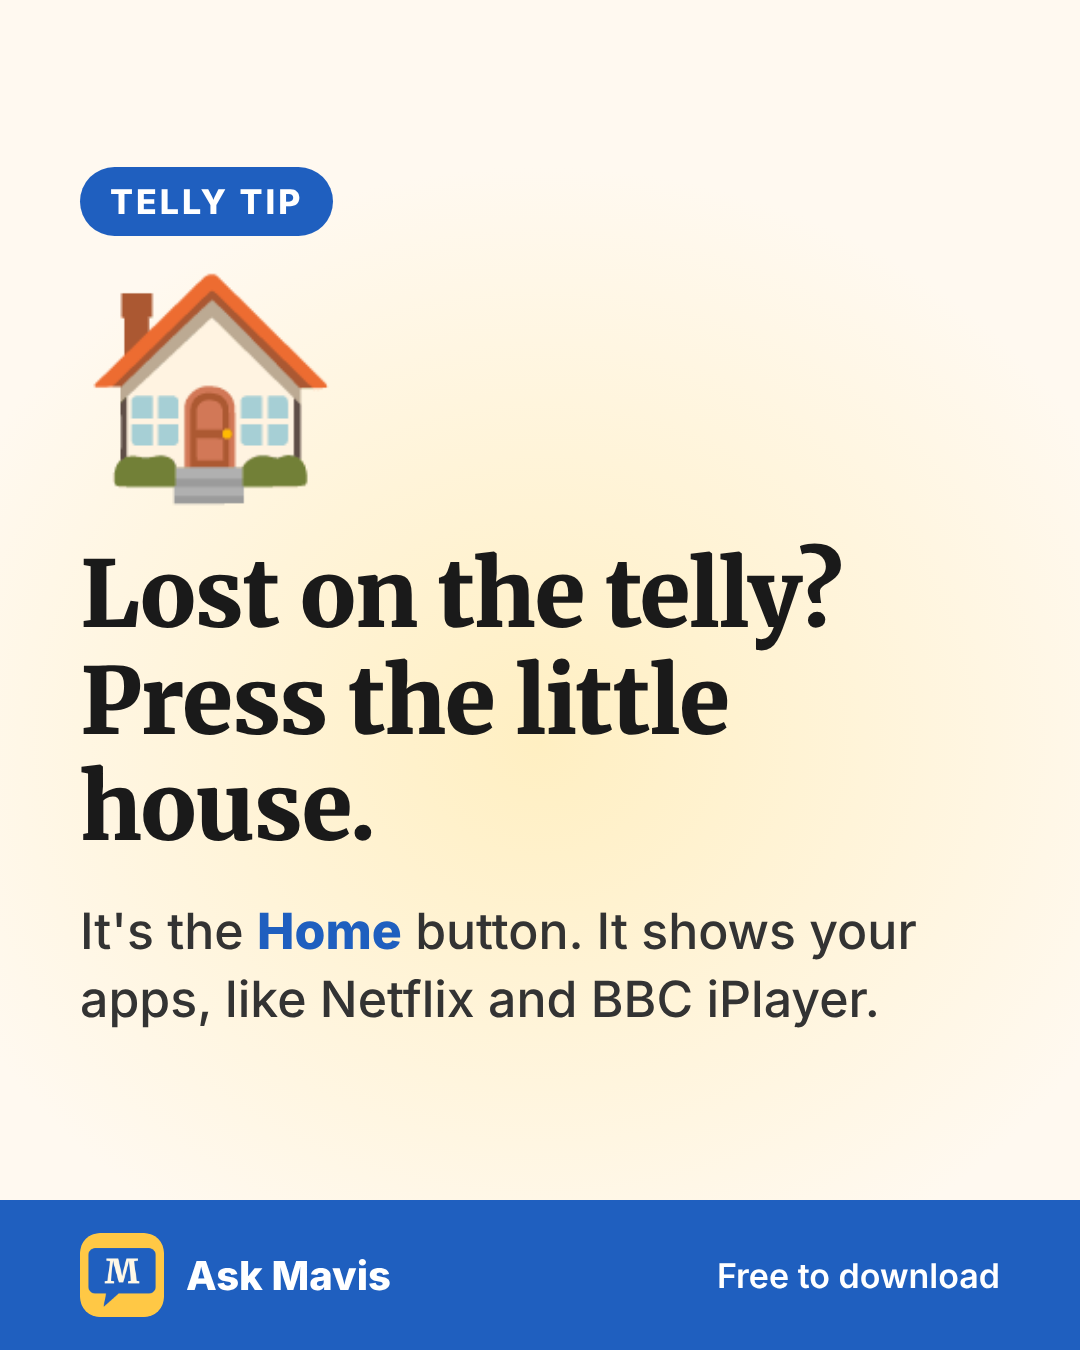 TELLY TIP
Lost on the telly?
Press the little
house.
It's the Home button. It shows your
apps, like Netflix and BBC iPlayer.
M
Ask Mavis
Free to download